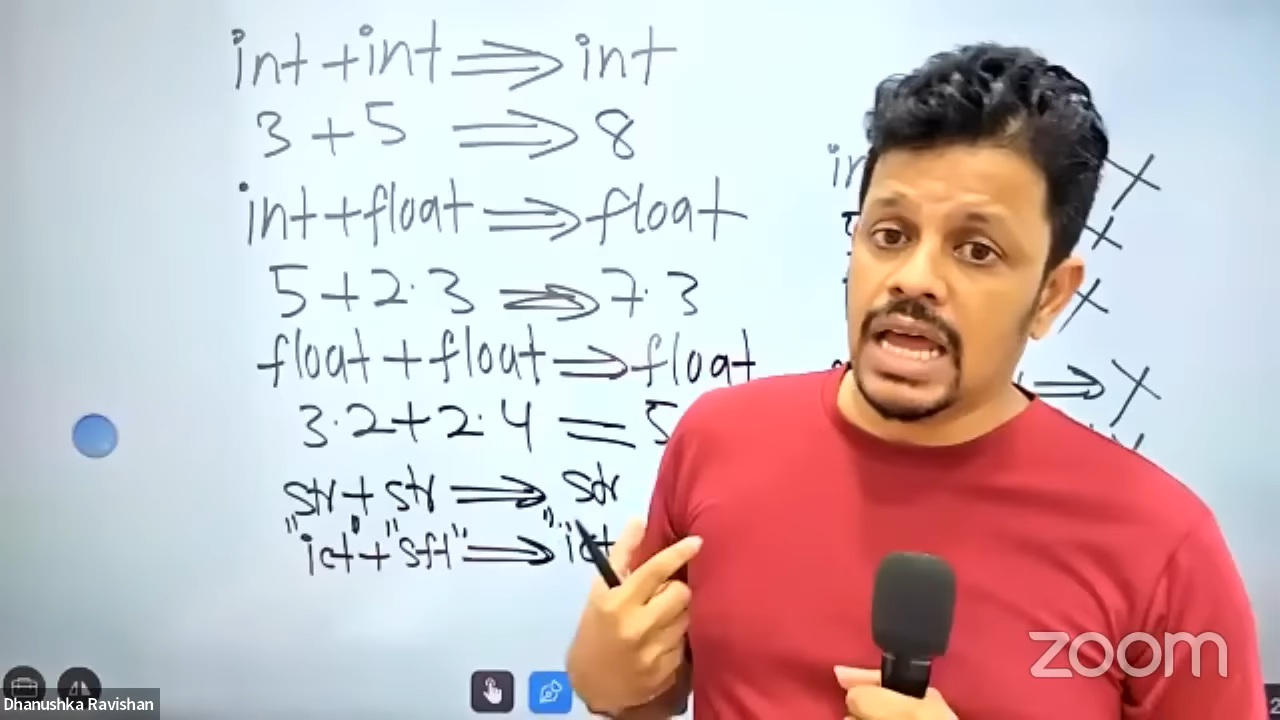 int + int ⟹ int
3 + 5 ⟹ 8
int + float ⟹ float
5 + 2.3 ⟹ 7.3
float + float ⟹ float
3.2 + 2.4 = 5
str + str ⟹ str
"ict" + "sft" ⟹ "ict
in X
X
X
⟹ X
zoom
Dhanushka Ravishan